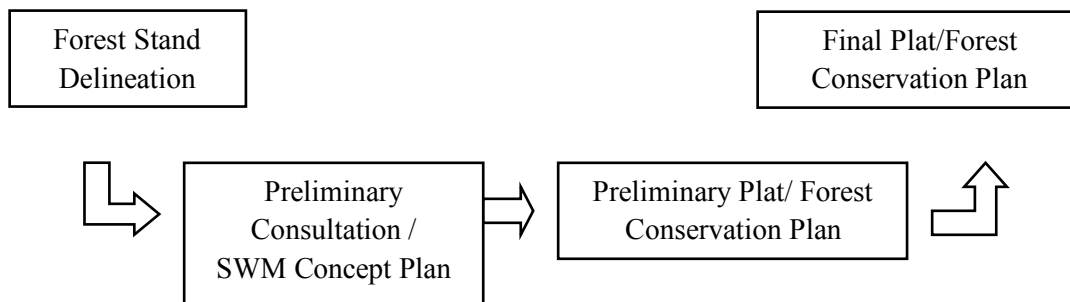 Forest Stand
Delineation
Final Plat/Forest
Conservation Plan
Preliminary
Consultation /
SWM Concept Plan
Preliminary Plat/ Forest
Conservation Plan